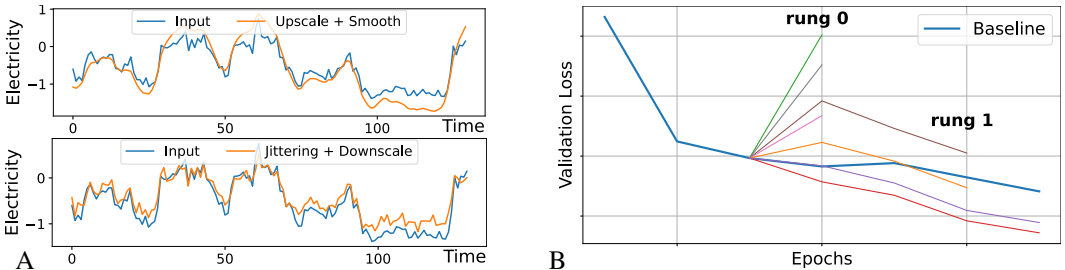 Input Upscale + Smooth
Electricity
1
0
−1
0 50 100 Time
Input Jittering + Downscale
Electricity
0
−1
0 50 100 Time
A
rung 0
Baseline
rung 1
Validation Loss
Epochs
B